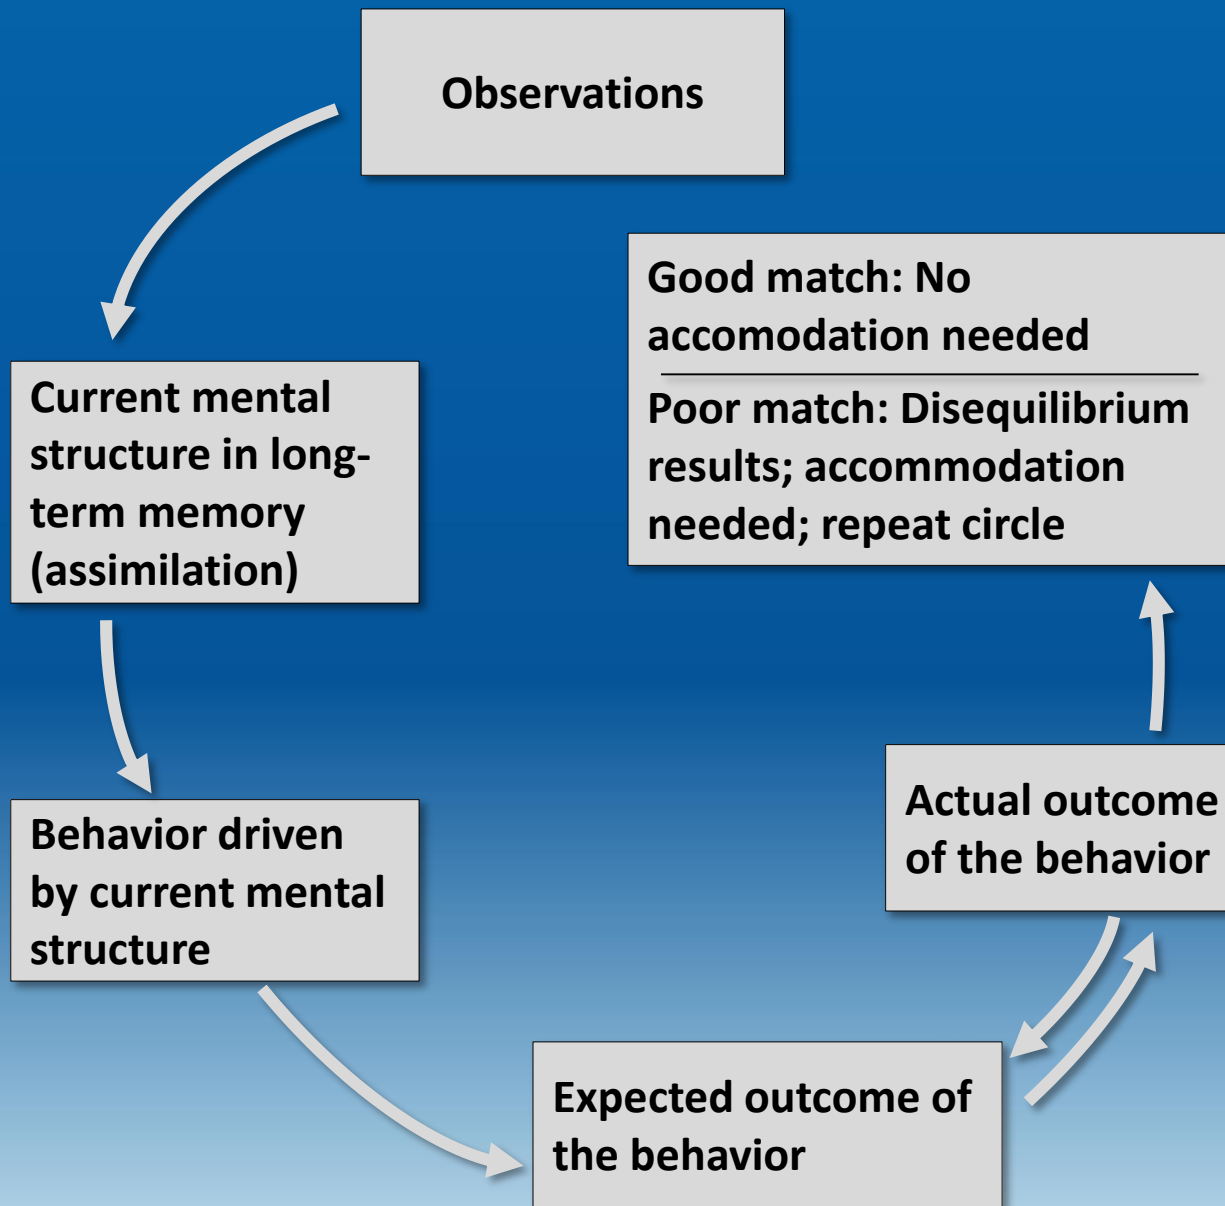 Observations
Current mental
structure in long-
term memory
(assimilation)
Behavior driven
by current mental
structure
Expected outcome of
the behavior
Actual outcome
of the behavior
Good match: No
accomodation needed
Poor match: Disequilibrium
results; accommodation
needed; repeat circle